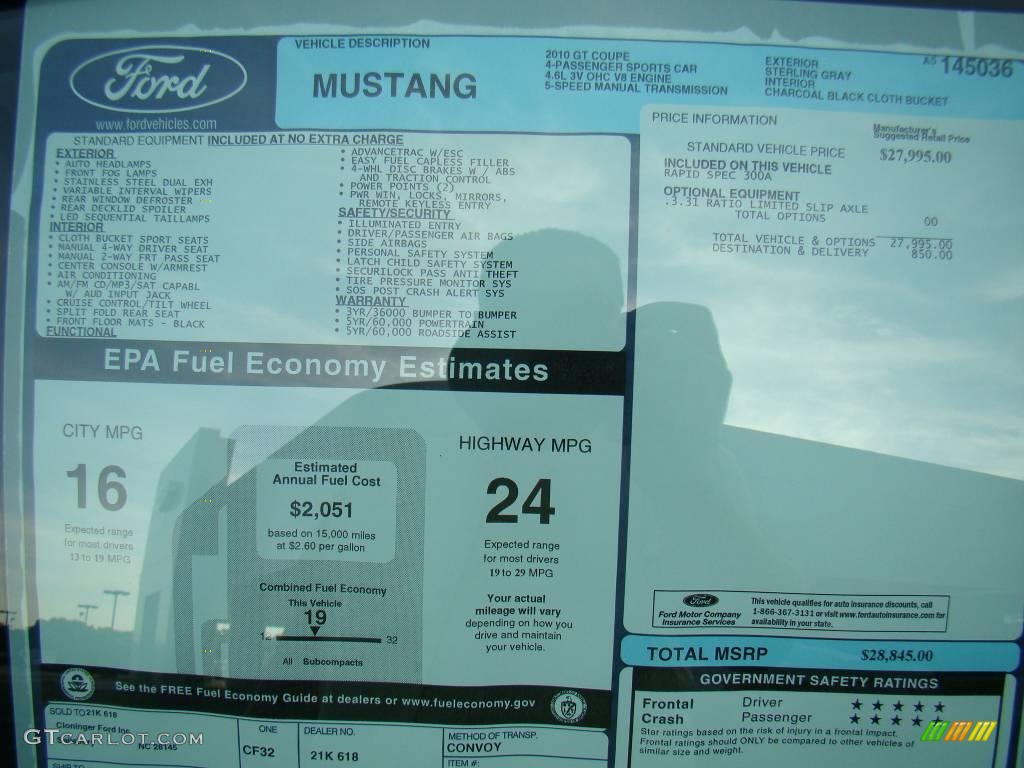 Ford
www.fordvehicles.com
VEHICLE DESCRIPTION
MUSTANG
2010 GT COUPE
4-PASSENGER SPORTS CAR
4.6L 3V OHC V8 ENGINE
5-SPEED MANUAL TRANSMISSION
EXTERIOR
STERLING GRAY
INTERIOR
CHARCOAL BLACK CLOTH BUCKET
A5 145036
STANDARD EQUIPMENT INCLUDED AT NO EXTRA CHARGE
EXTERIOR
• AUTO HEADLAMPS
• FRONT FOG LAMPS
• STAINLESS STEEL DUAL EXH
• VARIABLE INTERVAL WIPERS
• REAR WINDOW DEFROSTER
• REAR DECKLID SPOILER
• LED SEQUENTIAL TAILLAMPS
INTERIOR
• CLOTH BUCKET SPORT SEATS
• MANUAL 4-WAY DRIVER SEAT
• MANUAL 2-WAY FRT PASS SEAT
• CENTER CONSOLE W/ARMREST
• AIR CONDITIONING
• AM/FM CD/MP3/SAT CAPABL
W/ AUD INPUT JACK
• CRUISE CONTROL/TILT WHEEL
• SPLIT FOLD REAR SEAT
• FRONT FLOOR MATS - BLACK
FUNCTIONAL
• ADVANCETRAC W/ESC
• EASY FUEL CAPLESS FILLER
• 4-WHL DISC BRAKES W/ ABS
AND TRACTION CONTROL
• POWER POINTS (2)
• PWR WIN, LOCKS, MIRRORS,
REMOTE KEYLESS ENTRY
SAFETY/SECURITY
• ILLUMINATED ENTRY
• DRIVER/PASSENGER AIR BAGS
• SIDE AIRBAGS
• PERSONAL SAFETY SYSTEM
• LATCH CHILD SAFETY SYSTEM
• SECURILOCK PASS ANTI THEFT
• TIRE PRESSURE MONITOR SYS
• SOS POST CRASH ALERT SYS
WARRANTY
• 3YR/36000 BUMPER TO BUMPER
• 5YR/60,000 POWERTRAIN
• 5YR/60,000 ROADSIDE ASSIST
PRICE INFORMATION
Manufacturer's
Suggested Retail Price
STANDARD VEHICLE PRICE $27,995.00
INCLUDED ON THIS VEHICLE
RAPID SPEC 300A
OPTIONAL EQUIPMENT
.3.31 RATIO LIMITED SLIP AXLE
TOTAL OPTIONS 00
TOTAL VEHICLE & OPTIONS 27,995.00
DESTINATION & DELIVERY 850.00
EPA Fuel Economy Estimates
CITY MPG
16
Expected range
for most drivers
13 to 19 MPG
Estimated
Annual Fuel Cost
$2,051
based on 15,000 miles
at $2.60 per gallon
Combined Fuel Economy
This Vehicle
19
32
All Subcompacts
HIGHWAY MPG
24
Expected range
for most drivers
19 to 29 MPG
Your actual
mileage will vary
depending on how you
drive and maintain
your vehicle.
See the FREE Fuel Economy Guide at dealers or www.fueleconomy.gov
Ford
Ford Motor Company
Insurance Services
This vehicle qualifies for auto insurance discounts, call
1-866-367-3131 or visit www.fordautoinsurance.com for
availability in your state.
TOTAL MSRP $28,845.00
GOVERNMENT SAFETY RATINGS
Frontal
Crash
Driver ★★★★★
Passenger ★★★★
Star ratings based on the risk of injury in a frontal impact.
Frontal ratings should ONLY be compared to other vehicles of
similar size and weight.
SOLD TO 21K 618
Cloninger Ford Inc
NC 28145
SHIP TO
ONE
CF32
DEALER NO.
21K 618
METHOD OF TRANSP.
CONVOY
ITEM #:
GTcarlot.com